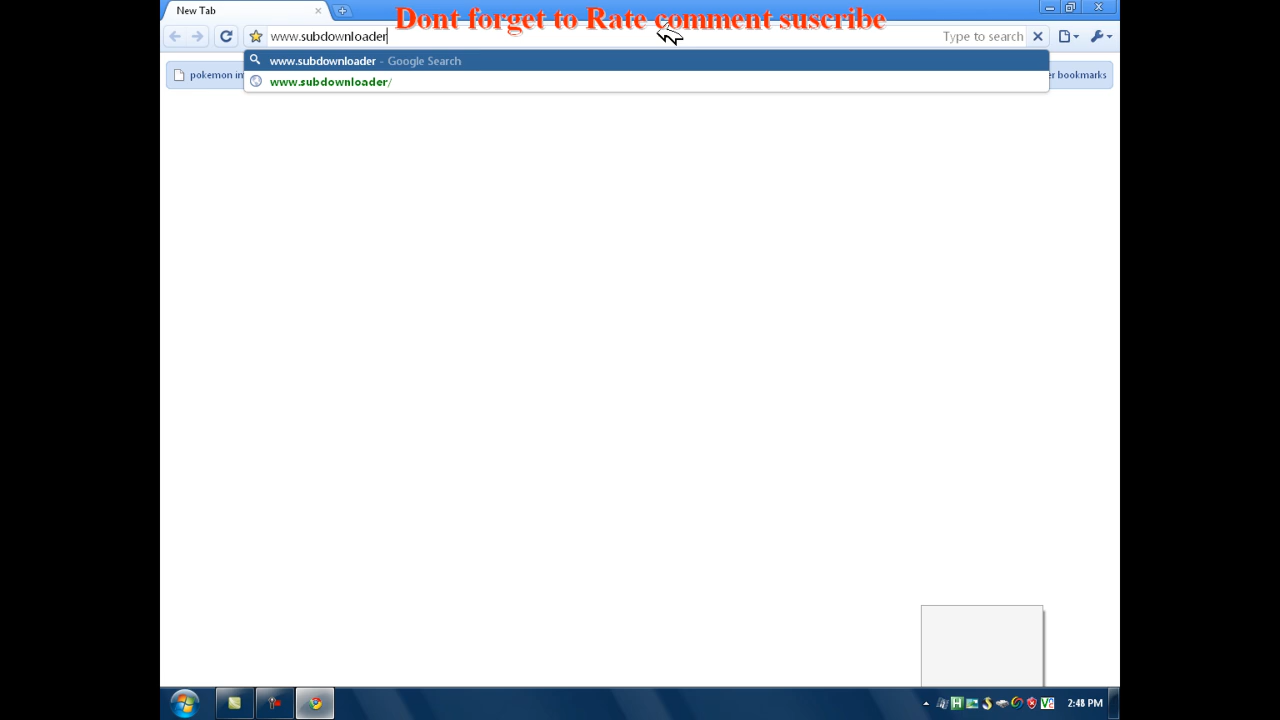 New Tab
Dont forget to Rate comment suscribe
www.subdownloader
Type to search
www.subdownloader - Google Search
www.subdownloader/
pokemon
bookmarks
2:48 PM